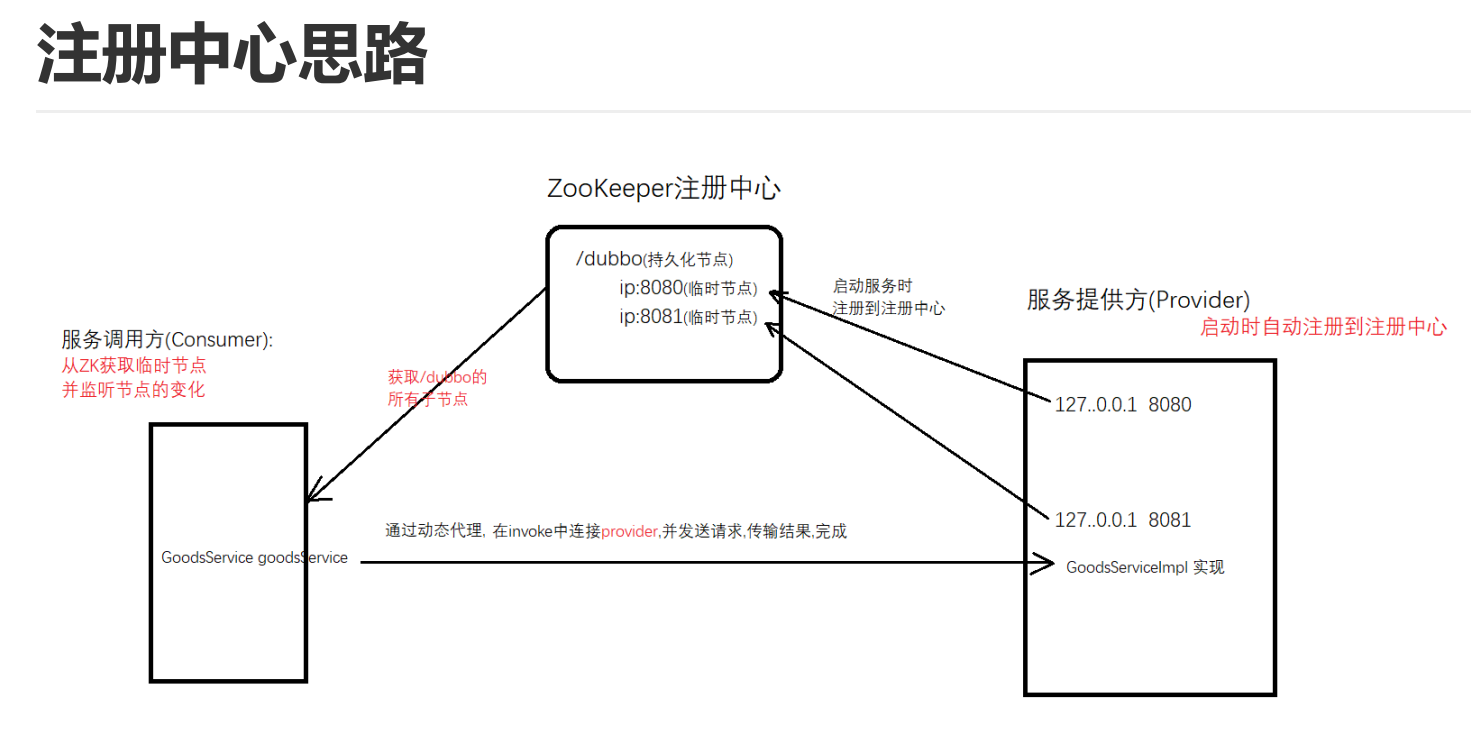 注册中心思路
ZooKeeper注册中心
/dubbo(持久化节点)
ip:8080(临时节点)
ip:8081(临时节点)
启动服务时
注册到注册中心
服务提供方(Provider)
启动时自动注册到注册中心
服务调用方(Consumer):
从ZK获取临时节点
并监听节点的变化
获取/dubbo的
所有子节点
127..0.0.1 8080
127..0.0.1 8081
通过动态代理, 在invoke中连接provider,并发送请求,传输结果,完成
GoodsService goodsService
GoodsServiceImpl 实现